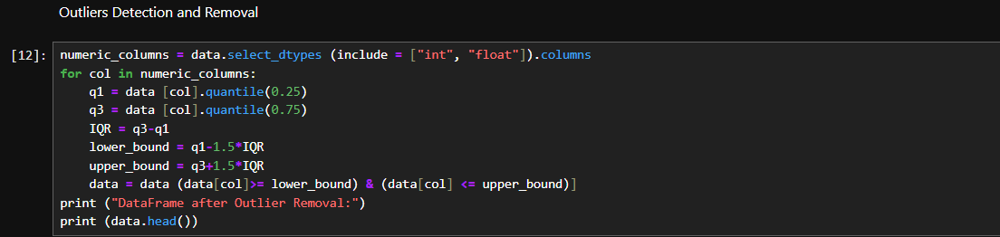 Outliers Detection and Removal
[12]: numeric_columns = data.select_dtypes (include = ["int", "float"]).columns
for col in numeric_columns:
    q1 = data [col].quantile(0.25)
    q3 = data [col].quantile(0.75)
    IQR = q3-q1
    lower_bound = q1-1.5*IQR
    upper_bound = q3+1.5*IQR
    data = data (data[col]>= lower_bound) & (data[col] <= upper_bound)]
print ("DataFrame after Outlier Removal:")
print (data.head())